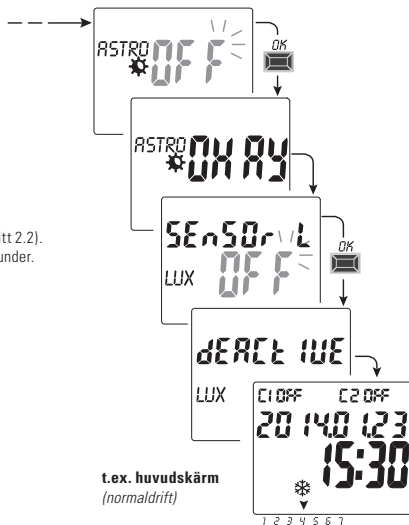 ASTRO OFF
OK
ASTRO OKAY
SEnSOr L
LUX OFF
OK
itt 2.2).
under.
dEACt IVE
LUX
C1 OFF C2 OFF
2014.01.23
15:30
t.ex. huvudskärm
(normaldrift)
1 2 3 4 5 6 7